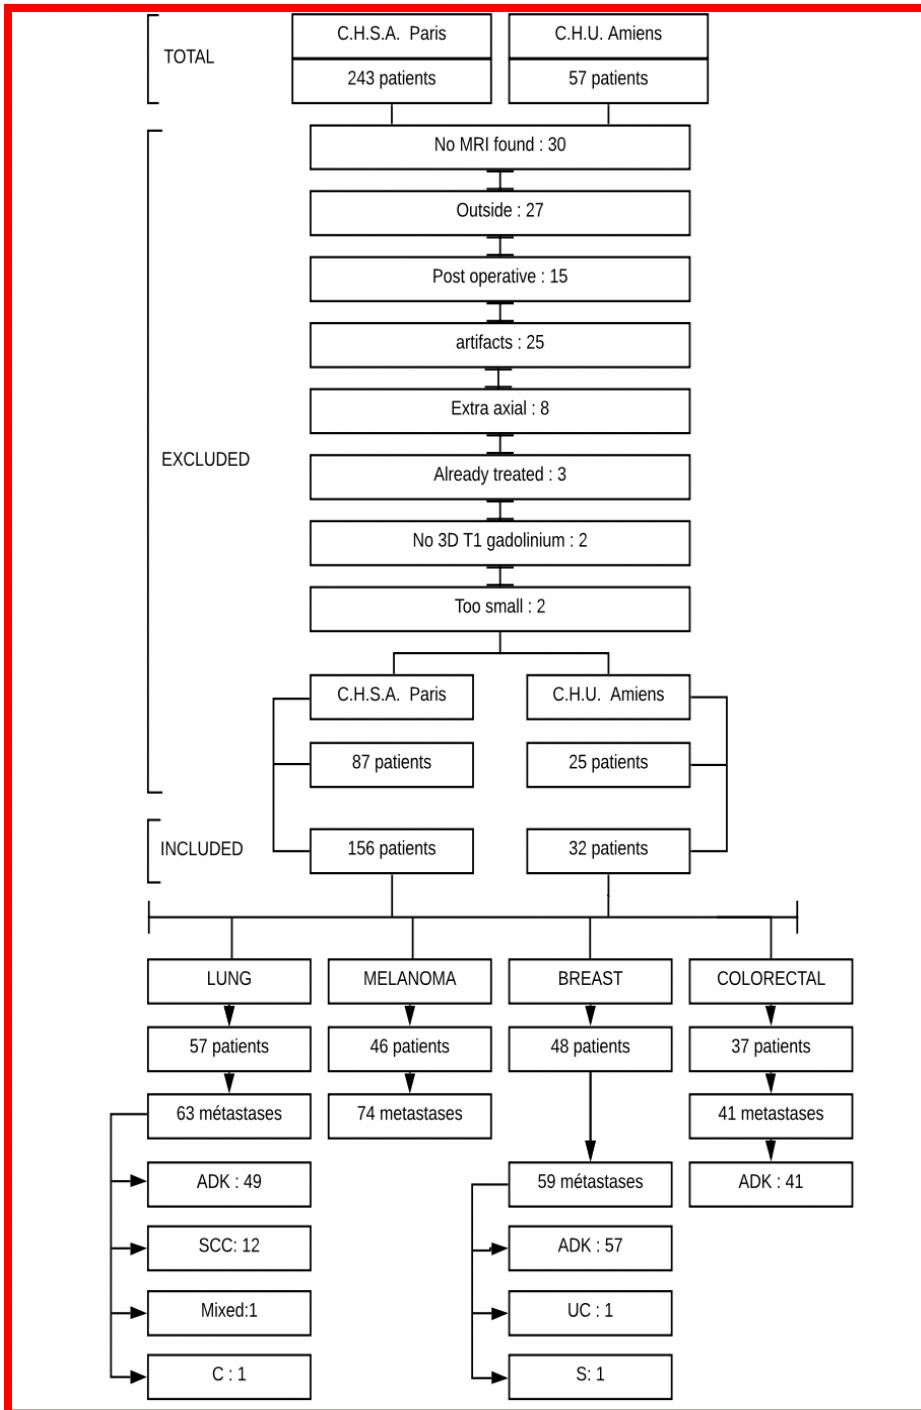 TOTAL
C.H.S.A. Paris
C.H.U. Amiens
243 patients
57 patients
EXCLUDED
No MRI found : 30
Outside : 27
Post operative : 15
artifacts : 25
Extra axial : 8
Already treated : 3
No 3D T1 gadolinium : 2
Too small : 2
C.H.S.A. Paris
C.H.U. Amiens
87 patients
25 patients
INCLUDED
156 patients
32 patients
LUNG
MELANOMA
BREAST
COLORECTAL
57 patients
46 patients
48 patients
37 patients
63 métastases
74 metastases
41 metastases
ADK : 49
59 métastases
ADK : 41
SCC: 12
ADK : 57
Mixed:1
UC : 1
C : 1
S: 1